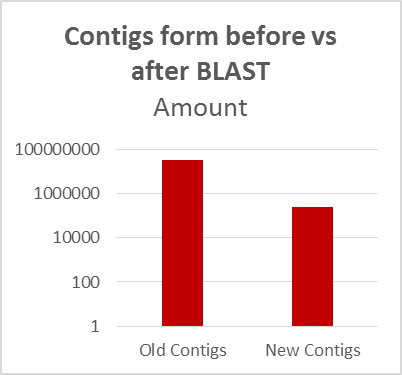 Contigs form before vs
after BLAST
Amount
100000000
1000000
10000
100
1
Old Contigs
New Contigs